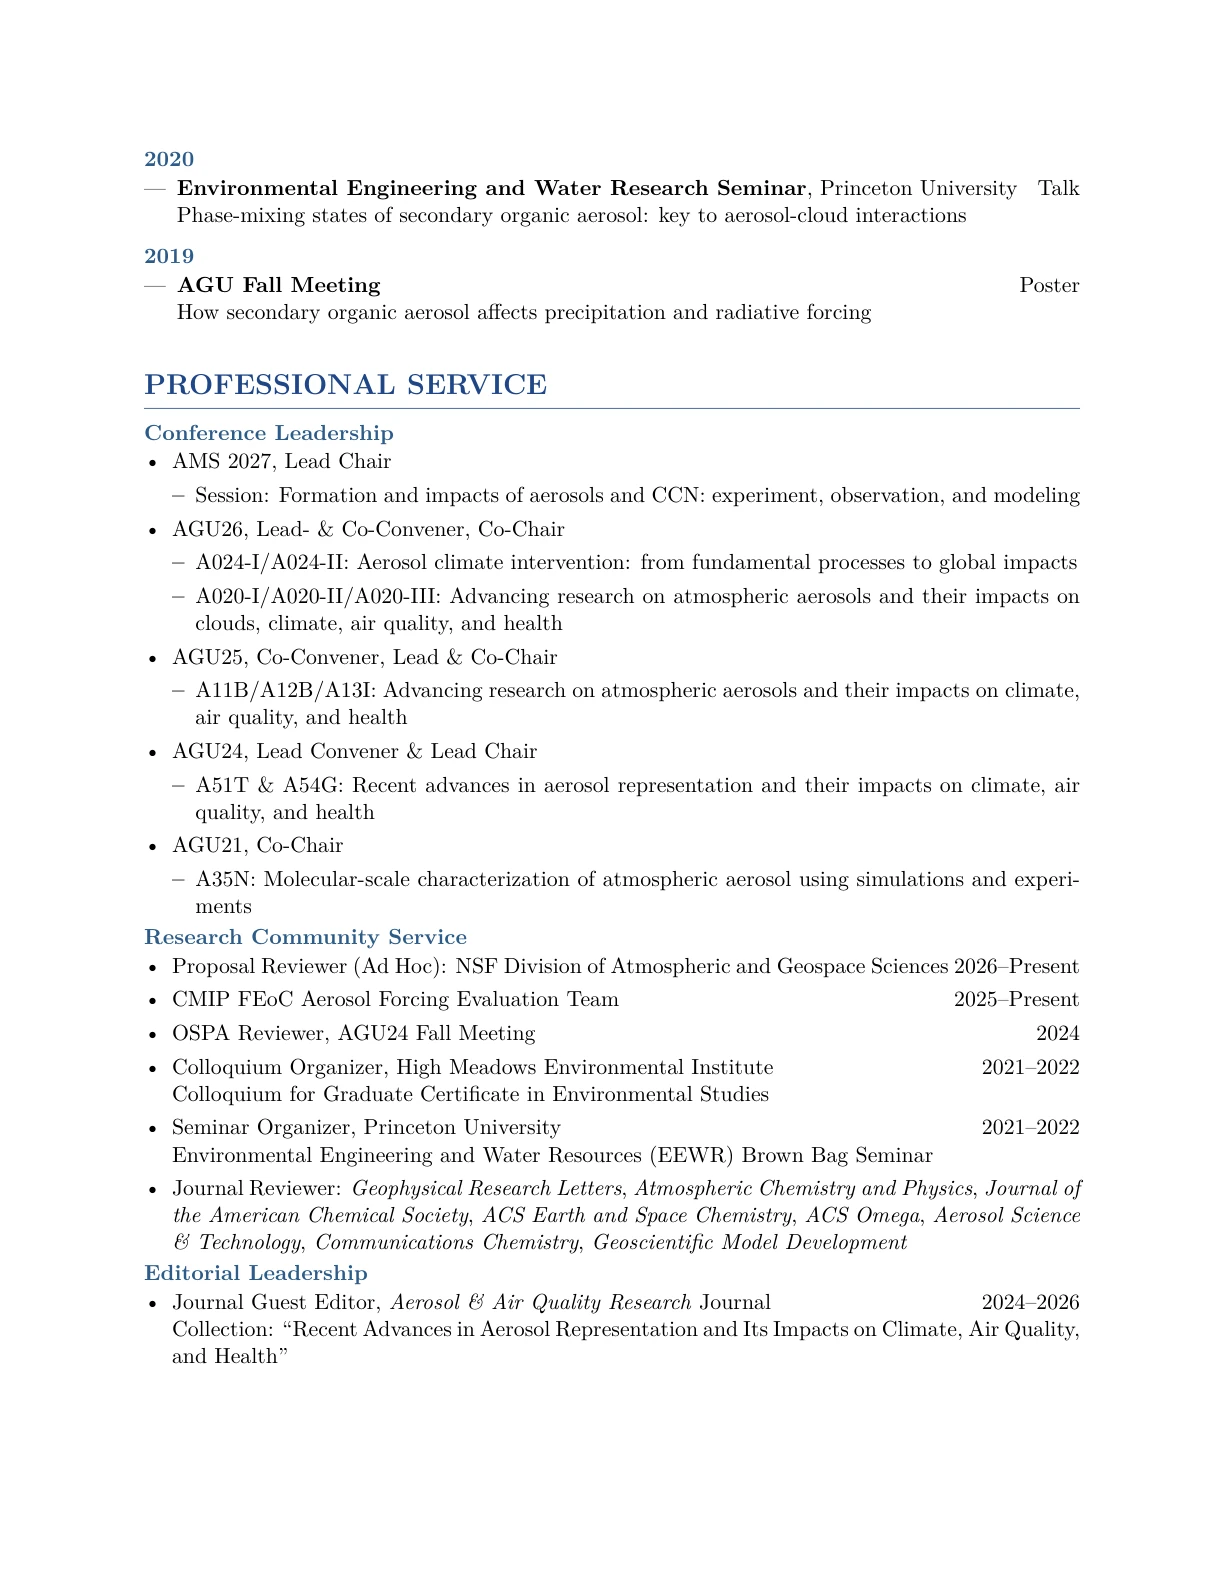 2020
— Environmental Engineering and Water Research Seminar, Princeton University Talk
Phase-mixing states of secondary organic aerosol: key to aerosol-cloud interactions
2019
— AGU Fall Meeting Poster
How secondary organic aerosol affects precipitation and radiative forcing
PROFESSIONAL SERVICE
Conference Leadership
• AMS 2027, Lead Chair
– Session: Formation and impacts of aerosols and CCN: experiment, observation, and modeling
• AGU26, Lead- & Co-Convener, Co-Chair
– A024-I/A024-II: Aerosol climate intervention: from fundamental processes to global impacts
– A020-I/A020-II/A020-III: Advancing research on atmospheric aerosols and their impacts on
clouds, climate, air quality, and health
• AGU25, Co-Convener, Lead & Co-Chair
– A11B/A12B/A13I: Advancing research on atmospheric aerosols and their impacts on climate,
air quality, and health
• AGU24, Lead Convener & Lead Chair
– A51T & A54G: Recent advances in aerosol representation and their impacts on climate, air
quality, and health
• AGU21, Co-Chair
– A35N: Molecular-scale characterization of atmospheric aerosol using simulations and experi-
ments
Research Community Service
• Proposal Reviewer (Ad Hoc): NSF Division of Atmospheric and Geospace Sciences 2026–Present
• CMIP FEoC Aerosol Forcing Evaluation Team 2025–Present
• OSPA Reviewer, AGU24 Fall Meeting 2024
• Colloquium Organizer, High Meadows Environmental Institute 2021–2022
Colloquium for Graduate Certificate in Environmental Studies
• Seminar Organizer, Princeton University 2021–2022
Environmental Engineering and Water Resources (EEWR) Brown Bag Seminar
• Journal Reviewer: Geophysical Research Letters, Atmospheric Chemistry and Physics, Journal of
the American Chemical Society, ACS Earth and Space Chemistry, ACS Omega, Aerosol Science
& Technology, Communications Chemistry, Geoscientific Model Development
Editorial Leadership
• Journal Guest Editor, Aerosol & Air Quality Research Journal 2024–2026
Collection: “Recent Advances in Aerosol Representation and Its Impacts on Climate, Air Quality,
and Health”